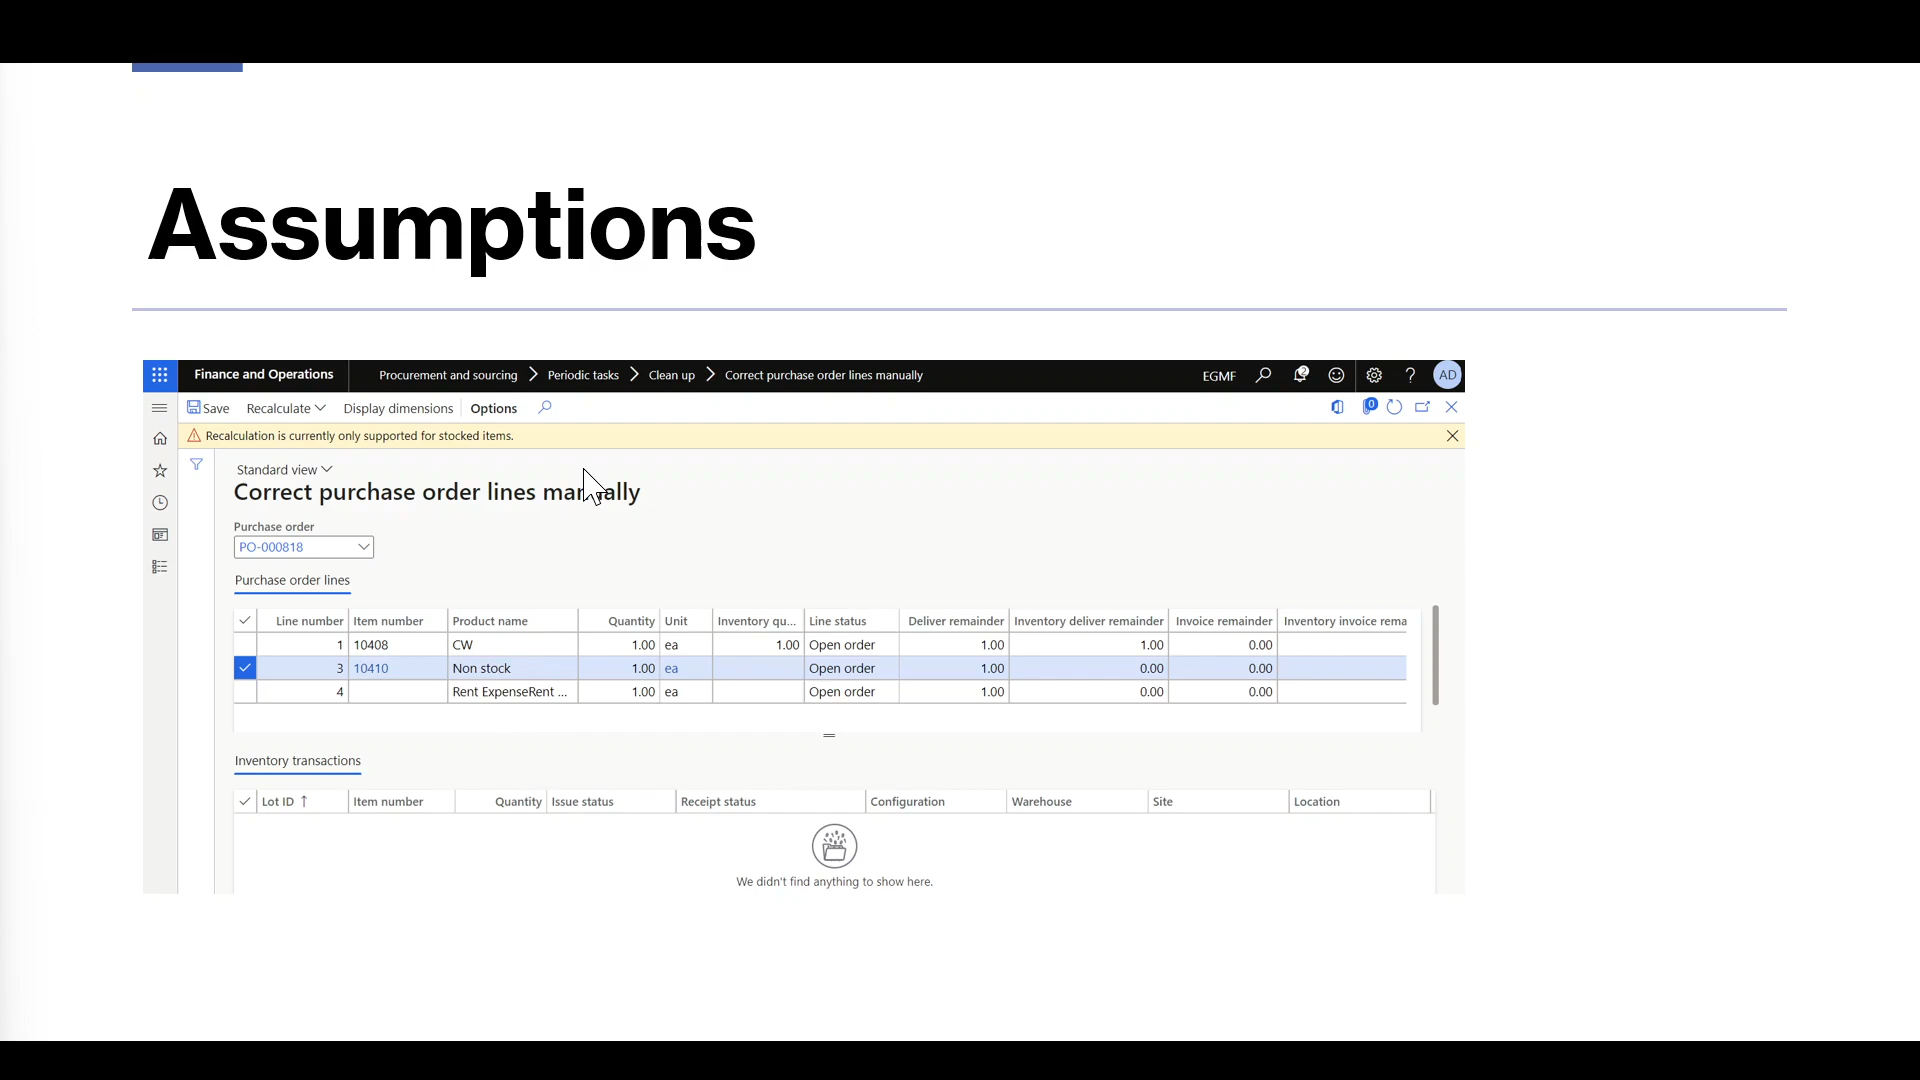 Assumptions
Finance and Operations Procurement and sourcing Periodic tasks Clean up Correct purchase order lines manually EGMF 2 ? AD
Save Recalculate Display dimensions Options 0
Recalculation is currently only supported for stocked items.
Standard view
Correct purchase order lines manually
Purchase order
PO-000818
Purchase order lines
Line number Item number Product name Quantity Unit Inventory qu... Line status Deliver remainder Inventory deliver remainder Invoice remainder Inventory invoice rema
1 10408 CW 1.00 ea 1.00 Open order 1.00 1.00 0.00
3 10410 Non stock 1.00 ea Open order 1.00 0.00 0.00
4 Rent ExpenseRent ... 1.00 ea Open order 1.00 0.00 0.00
Inventory transactions
Lot ID ↑ Item number Quantity Issue status Receipt status Configuration Warehouse Site Location
We didn't find anything to show here.